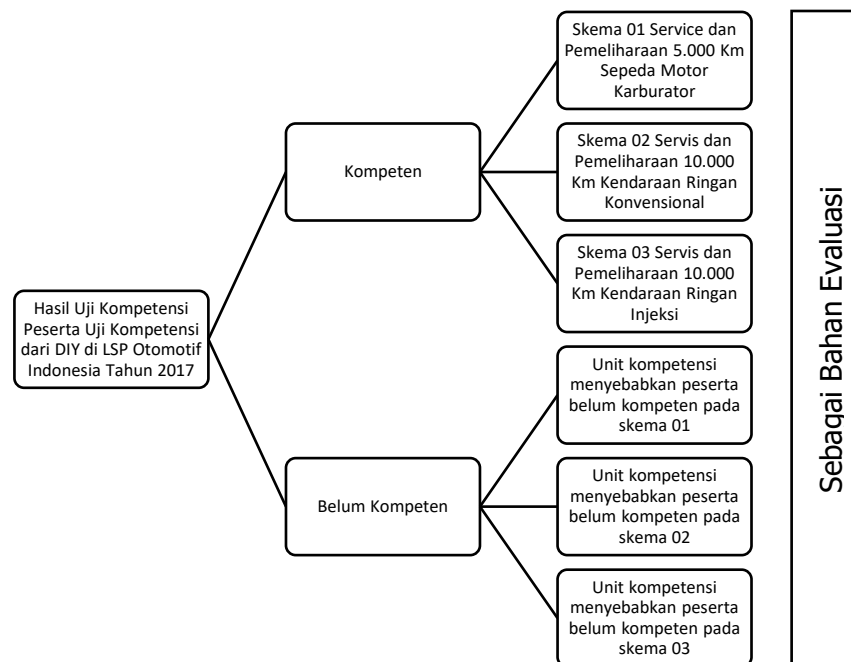 Skema 01 Service dan
Pemeliharaan 5.000 Km
Sepeda Motor
Karburator
Kompeten
Skema 02 Servis dan
Pemeliharaan 10.000
Km Kendaraan Ringan
Konvensional
Skema 03 Servis dan
Pemeliharaan 10.000
Km Kendaraan Ringan
Injeksi
Hasil Uji Kompetensi
Peserta Uji Kompetensi
dari DIY di LSP Otomotif
Indonesia Tahun 2017
Unit kompetensi
menyebabkan peserta
belum kompeten pada
skema 01
Belum Kompeten
Unit kompetensi
menyebabkan peserta
belum kompeten pada
skema 02
Unit kompetensi
menyebabkan peserta
belum kompeten pada
skema 03
Sebagai Bahan Evaluasi